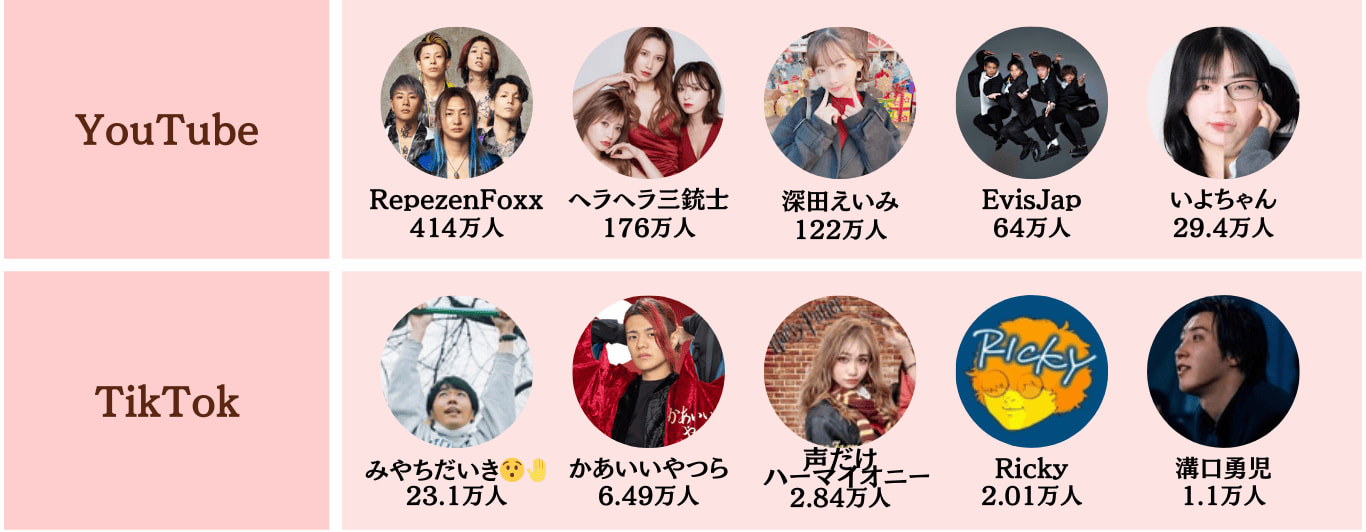 YouTube
RepezenFoxx
414万人
ヘラヘラ三銃士
176万人
深田えいみ
122万人
EvisJap
64万人
いよちゃん
29.4万人
TikTok
みやちだいき😯🤚
23.1万人
かあいいやつら
6.49万人
声だけ
ハーマイオニー
2.84万人
RICKY
Ricky
2.01万人
溝口勇児
1.1万人